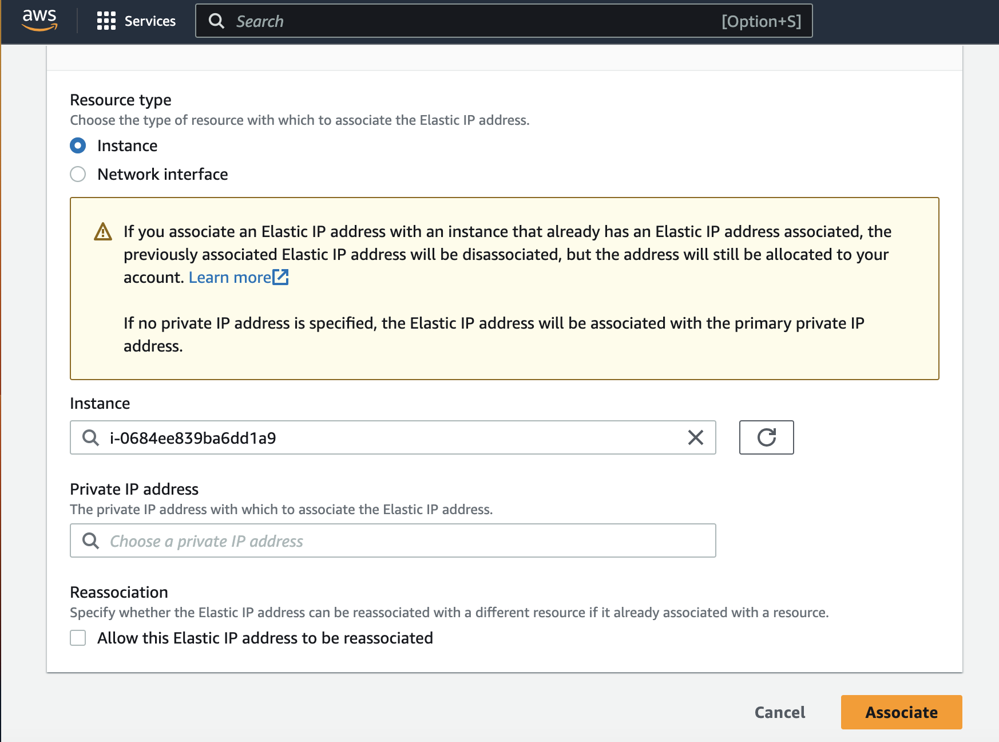 aws Services Search [Option+S]
Resource type
Choose the type of resource with which to associate the Elastic IP address.
Instance
Network interface
If you associate an Elastic IP address with an instance that already has an Elastic IP address associated, the
previously associated Elastic IP address will be disassociated, but the address will still be allocated to your
account. Learn more
If no private IP address is specified, the Elastic IP address will be associated with the primary private IP
address.
Instance
i-0684ee839ba6dd1a9
Private IP address
The private IP address with which to associate the Elastic IP address.
Choose a private IP address
Reassociation
Specify whether the Elastic IP address can be reassociated with a different resource if it already associated with a resource.
Allow this Elastic IP address to be reassociated
Cancel Associate